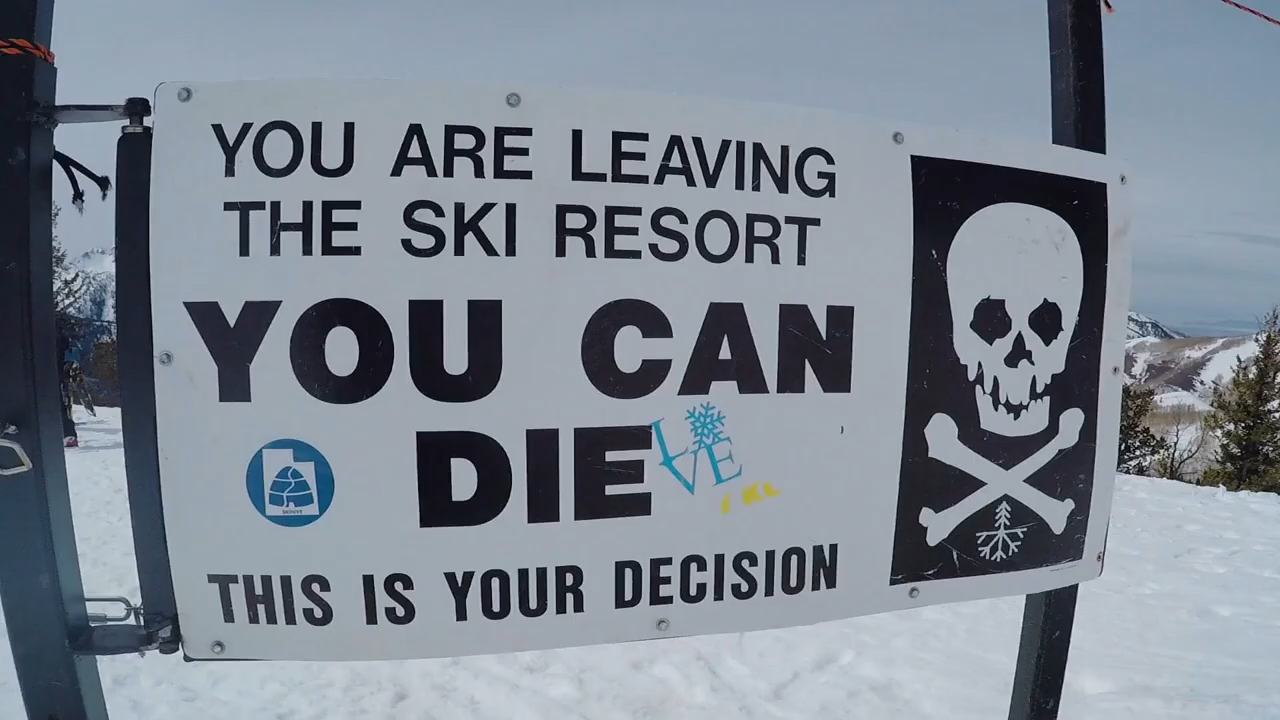 YOU ARE LEAVING
THE SKI RESORT
YOU CAN
DIE
THIS IS YOUR DECISION